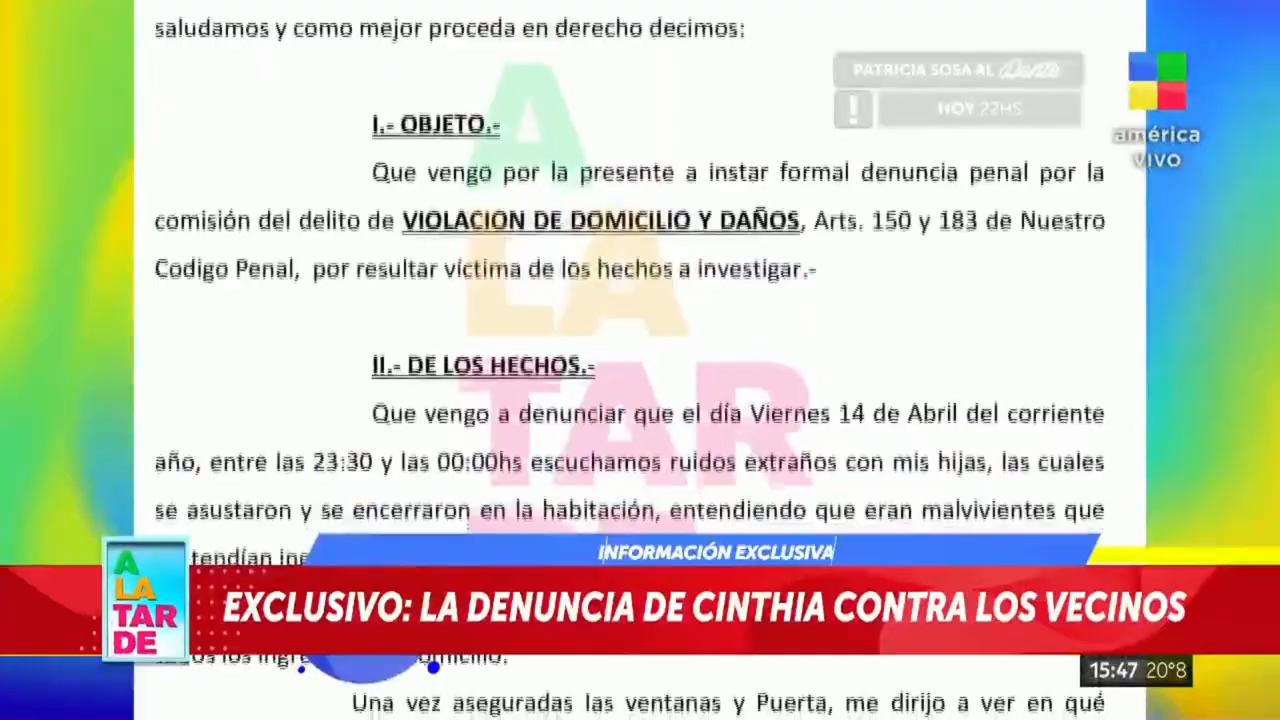 saludamos y como mejor proceda en derecho decimos:
PATRICIA SOSA AL
! HOY 22HS
américa
vivo
I.- OBJETO.-
Que vengo por la presente a instar formal denuncia penal por la
comisión del delito de VIOLACION DE DOMICILIO Y DAÑOS, Arts. 150 y 183 de Nuestro
Codigo Penal, por resultar víctima de los hechos a investigar.-
II.- DE LOS HECHOS.-
Que vengo a denunciar que el día Viernes 14 de Abril del corriente
año, entre las 23:30 y las 00:00hs escuchamos ruidos extraños con mis hijas, las cuales
se asustaron y se encerraron en la habitación, entendiendo que eran malvivientes que
INFORMACIÓN EXCLUSIVA
EXCLUSIVO: LA DENUNCIA DE CINTHIA CONTRA LOS VECINOS
A
LA
TAR
DE
15:47 20°8
Una vez aseguradas las ventanas y Puerta, me dirijo a ver en qué
A
LA
TAR